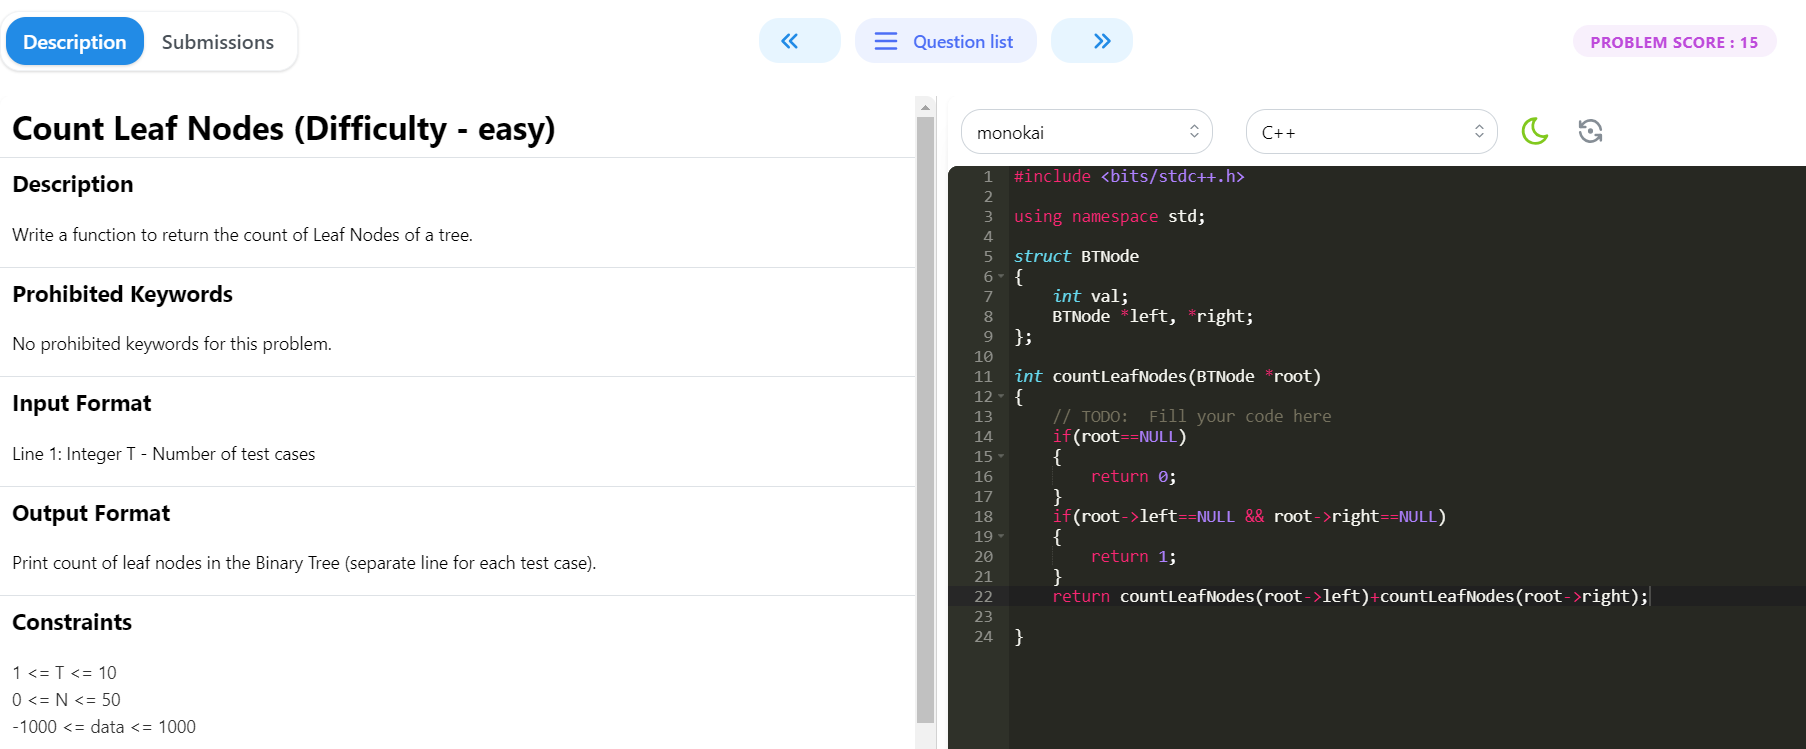 Description
Submissions
Question list
PROBLEM SCORE : 15
Count Leaf Nodes (Difficulty - easy)
Description
Write a function to return the count of Leaf Nodes of a tree.
Prohibited Keywords
No prohibited keywords for this problem.
Input Format
Line 1: Integer T - Number of test cases
Output Format
Print count of leaf nodes in the Binary Tree (separate line for each test case).
Constraints
1 <= T <= 10
0 <= N <= 50
-1000 <= data <= 1000
monokai
C++
1 #include <bits/stdc++.h>
2
3 using namespace std;
4
5 struct BTNode
6 {
7     int val;
8     BTNode *left, *right;
9 };
10
11 int countLeafNodes(BTNode *root)
12 {
13     // TODO:  Fill your code here
14     if(root==NULL)
15     {
16         return 0;
17     }
18     if(root->left==NULL && root->right==NULL)
19     {
20         return 1;
21     }
22     return countLeafNodes(root->left)+countLeafNodes(root->right);
23
24 }